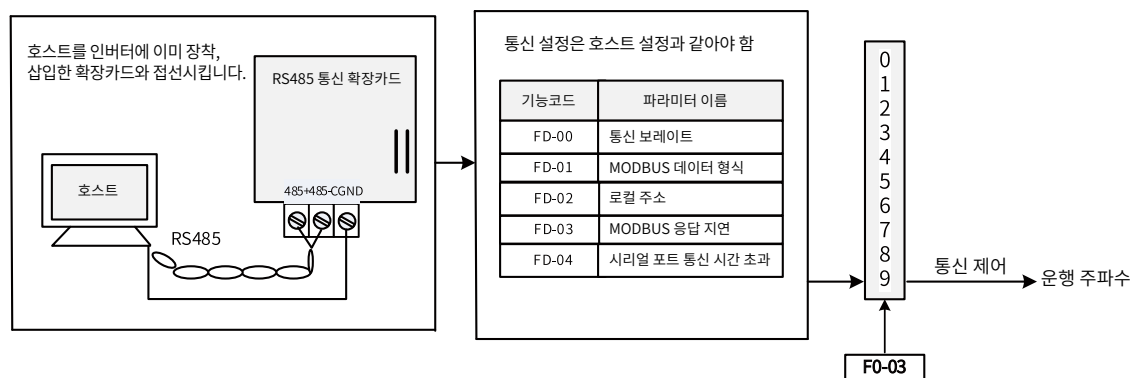 호스트를 인버터에 이미 장착,
삽입한 확장카드와 접선시킵니다.
RS485 통신 확장카드
485+485-CGND
호스트
RS485
통신 설정은 호스트 설정과 같아야 함
기능코드 파라미터 이름
FD-00 통신 보레이트
FD-01 MODBUS 데이터 형식
FD-02 로컬 주소
FD-03 MODBUS 응답 지연
FD-04 시리얼 포트 통신 시간 초과
0
1
2
3
4
5
6
7
8
9
통신 제어
운행 주파수
F0-03